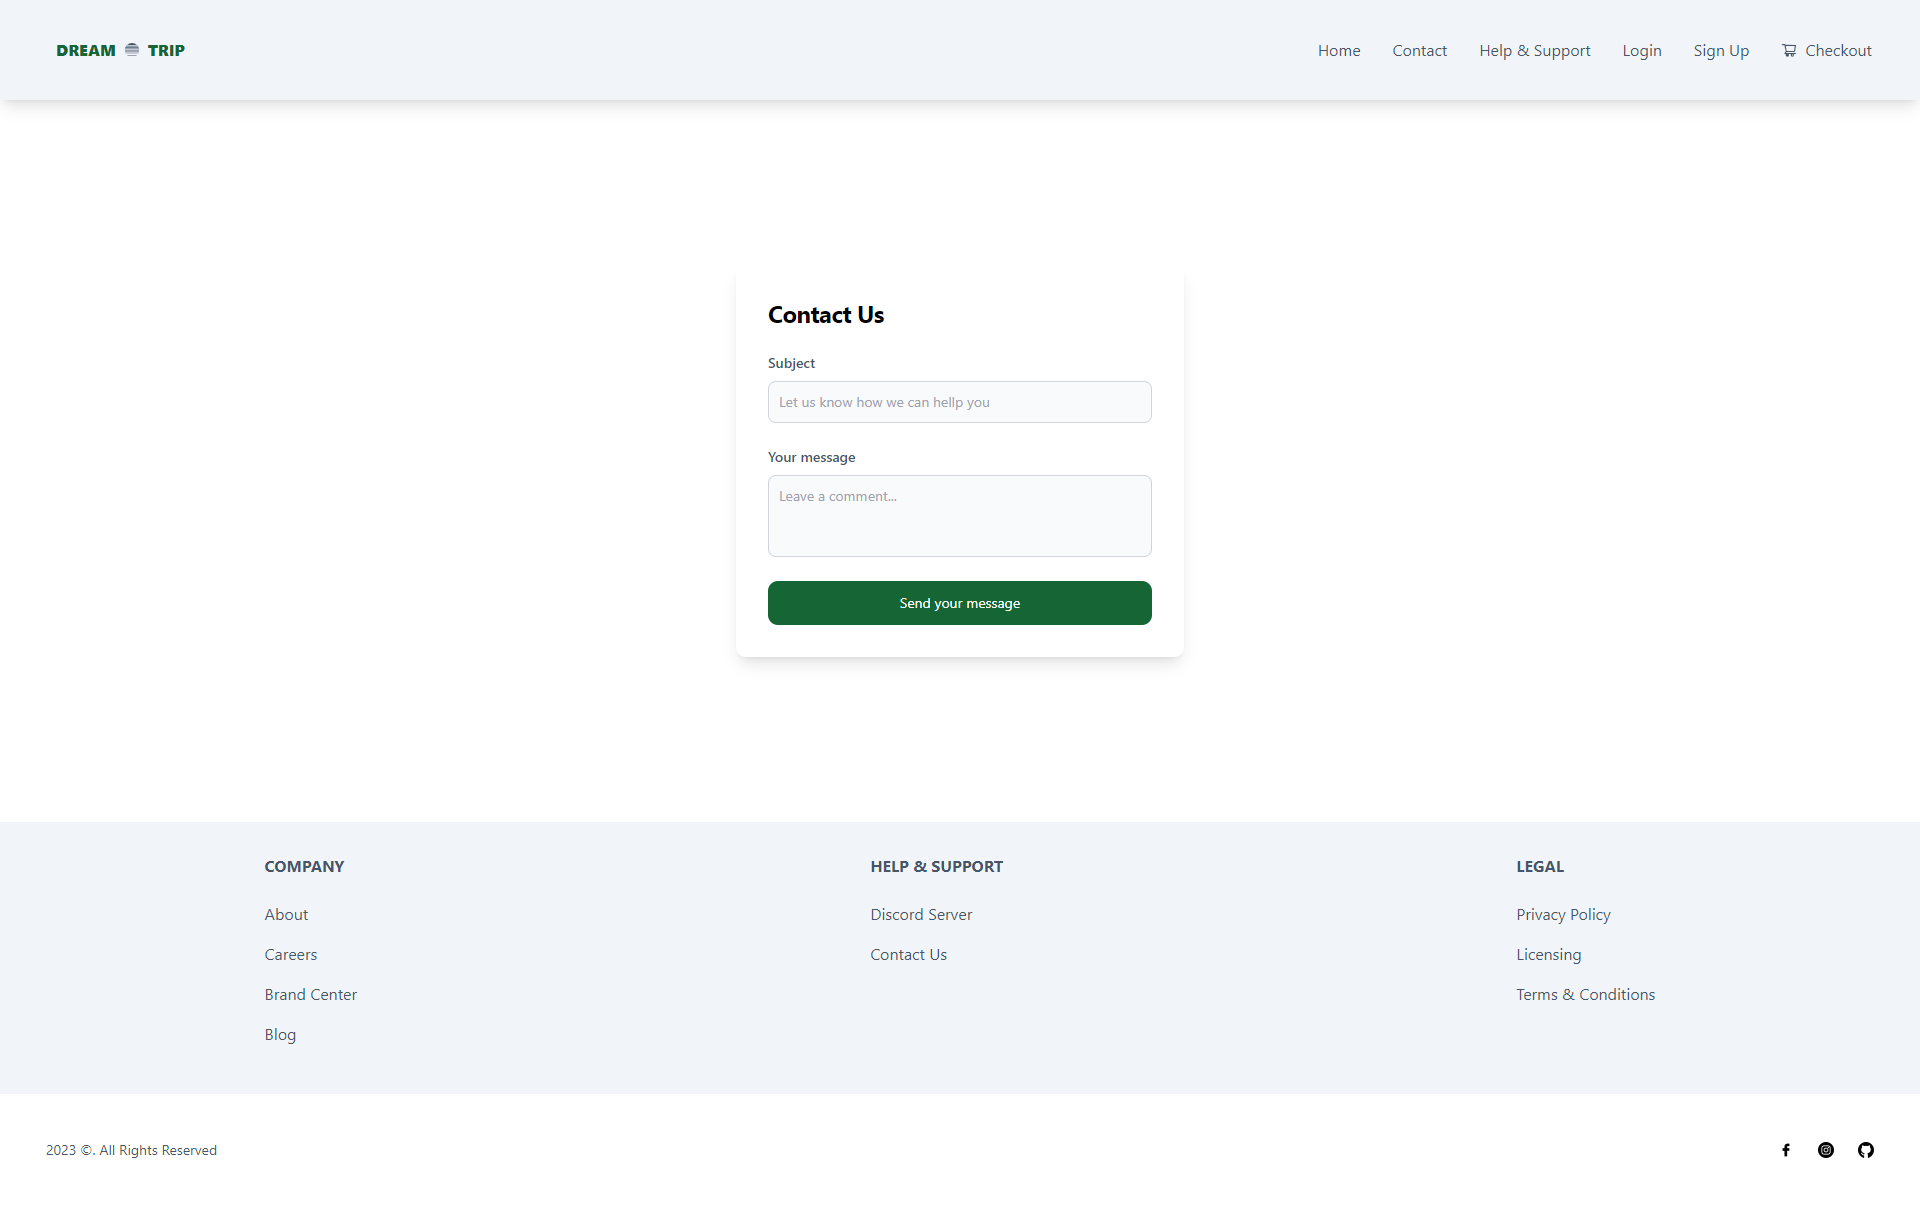 DREAM TRIP
Home Contact Help & Support Login Sign Up Checkout
Contact Us
Subject
Let us know how we can hellp you
Your message
Leave a comment...
Send your message
COMPANY
About
Careers
Brand Center
Blog
HELP & SUPPORT
Discord Server
Contact Us
LEGAL
Privacy Policy
Licensing
Terms & Conditions
2023 ©. All Rights Reserved